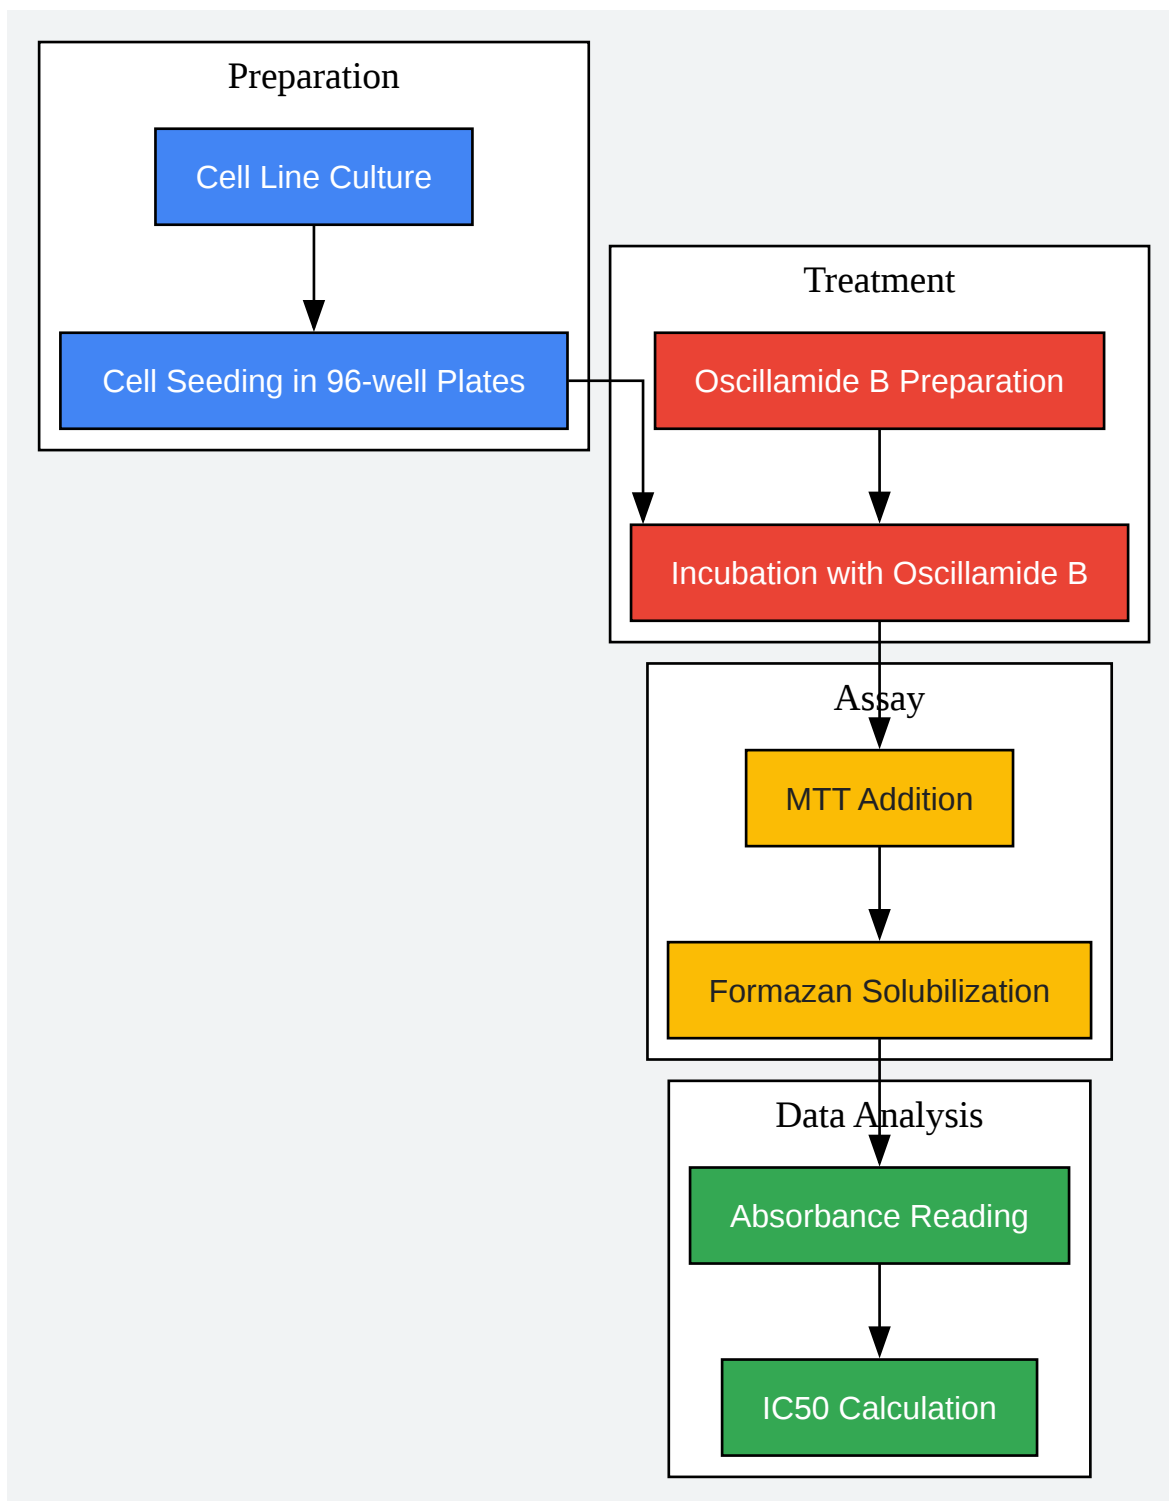 Preparation
Cell Line Culture
Cell Seeding in 96-well Plates
Treatment
Oscillamide B Preparation
Incubation with Oscillamide B
Assay
MTT Addition
Formazan Solubilization
Data Analysis
Absorbance Reading
IC50 Calculation